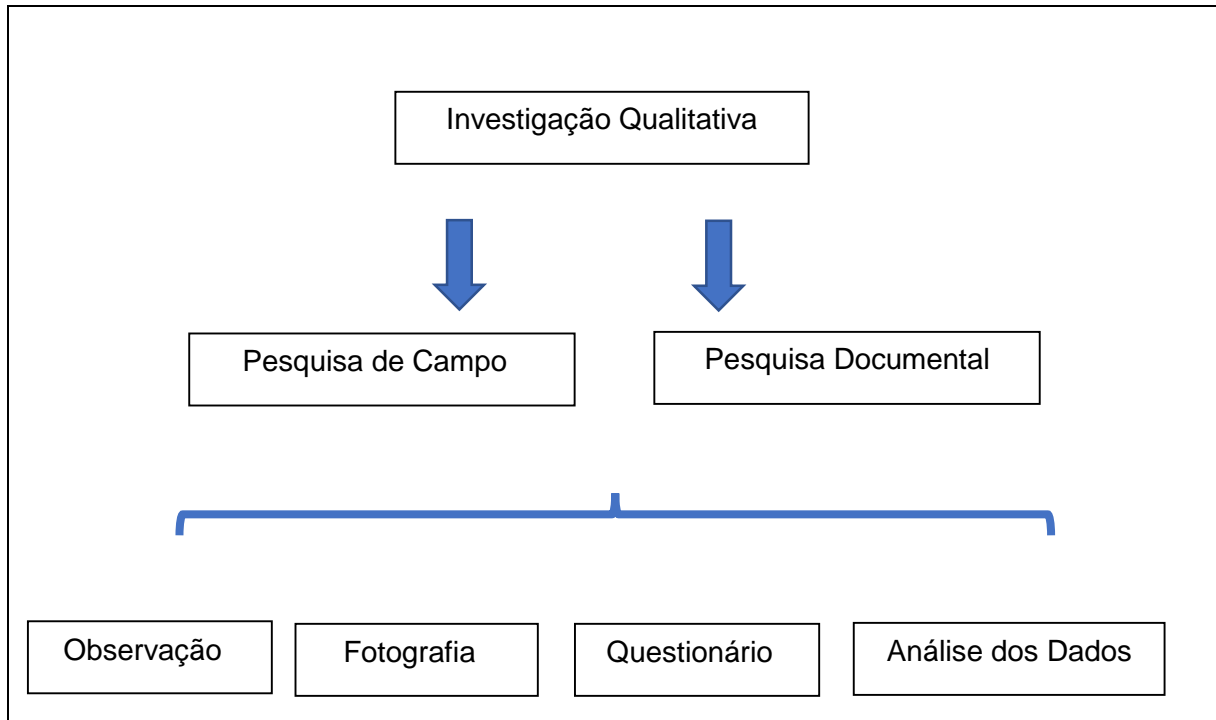 Investigação Qualitativa
Pesquisa de Campo
Pesquisa Documental
Observação
Fotografia
Questionário
Análise dos Dados